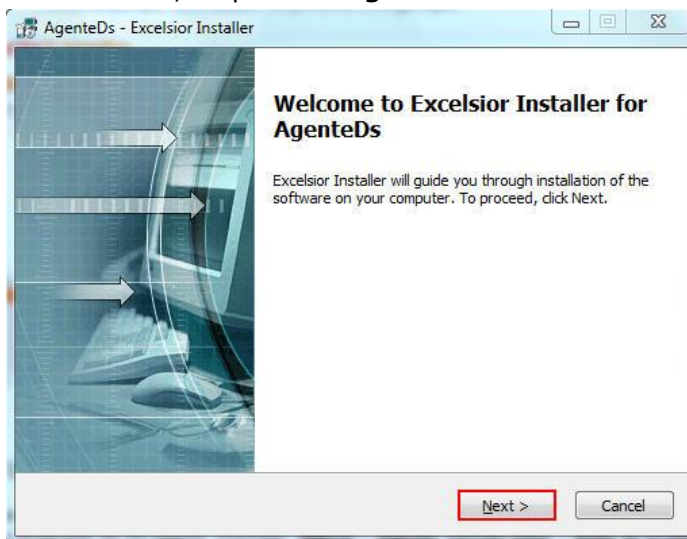 AgenteDs - Excelsior Installer
Welcome to Excelsior Installer for
AgenteDs
Excelsior Installer will guide you through installation of the
software on your computer. To proceed, click Next.
Next >
Cancel